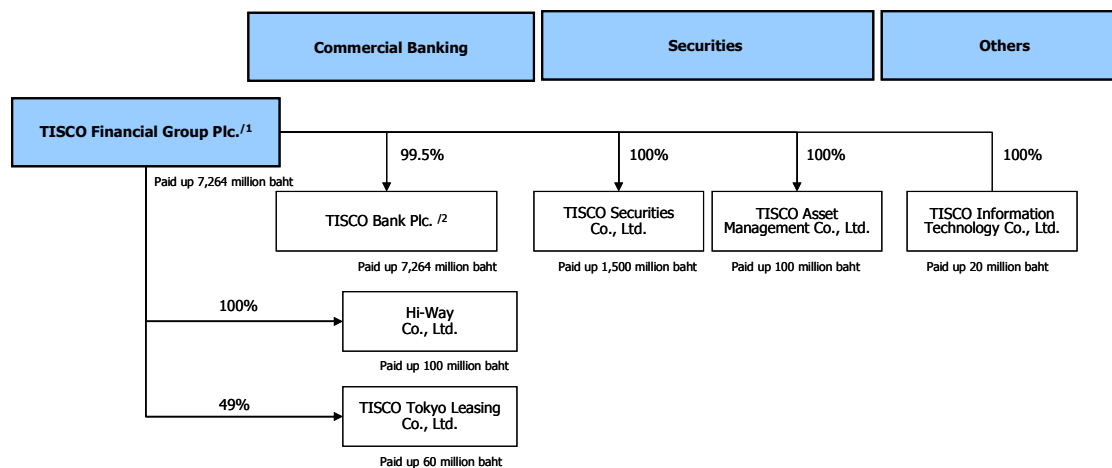 Commercial Banking
Securities
Others
TISCO Financial Group Plc./1
Paid up 7,264 million baht
99.5%
100%
100%
100%
TISCO Bank Plc. /2
TISCO Securities
Co., Ltd.
TISCO Asset
Management Co., Ltd.
TISCO Information
Technology Co., Ltd.
Paid up 7,264 million baht
Paid up 1,500 million baht
Paid up 100 million baht
Paid up 20 million baht
100%
Hi-Way
Co., Ltd.
Paid up 100 million baht
49%
TISCO Tokyo Leasing
Co., Ltd.
Paid up 60 million baht